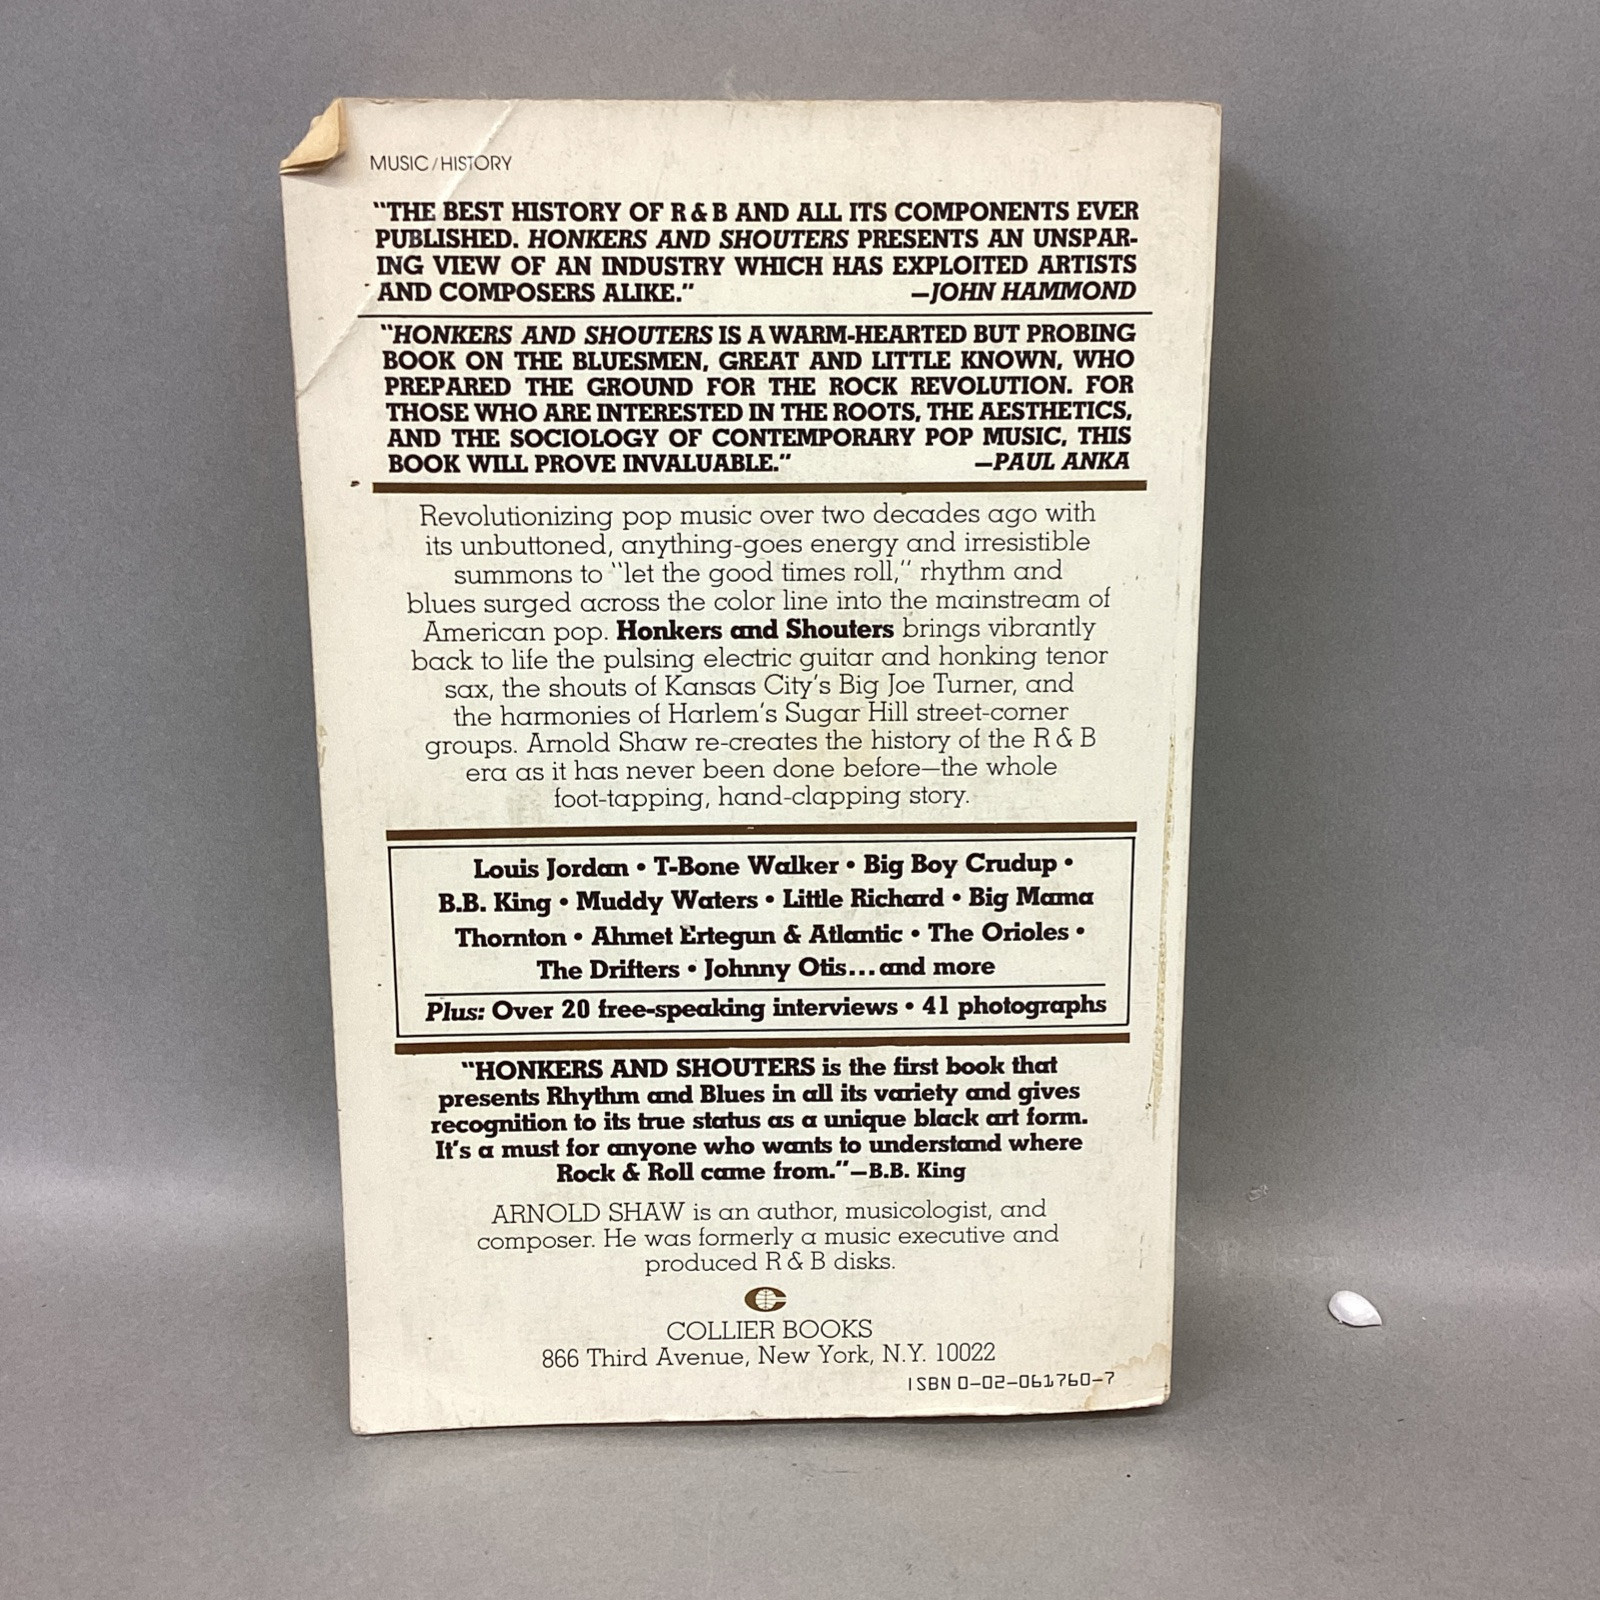 MUSIC/HISTORY
"THE BEST HISTORY OF R & B AND ALL ITS COMPONENTS EVER
PUBLISHED. HONKERS AND SHOUTERS PRESENTS AN UNSPAR-
ING VIEW OF AN INDUSTRY WHICH HAS EXPLOITED ARTISTS
AND COMPOSERS ALIKE." —JOHN HAMMOND
"HONKERS AND SHOUTERS IS A WARM-HEARTED BUT PROBING
BOOK ON THE BLUESMEN, GREAT AND LITTLE KNOWN, WHO
PREPARED THE GROUND FOR THE ROCK REVOLUTION. FOR
THOSE WHO ARE INTERESTED IN THE ROOTS, THE AESTHETICS,
AND THE SOCIOLOGY OF CONTEMPORARY POP MUSIC, THIS
BOOK WILL PROVE INVALUABLE." —PAUL ANKA
Revolutionizing pop music over two decades ago with
its unbuttoned, anything-goes energy and irresistible
summons to "let the good times roll," rhythm and
blues surged across the color line into the mainstream of
American pop. Honkers and Shouters brings vibrantly
back to life the pulsing electric guitar and honking tenor
sax, the shouts of Kansas City's Big Joe Turner, and
the harmonies of Harlem's Sugar Hill street-corner
groups. Arnold Shaw re-creates the history of the R & B
era as it has never been done before—the whole
foot-tapping, hand-clapping story.
Louis Jordan • T-Bone Walker • Big Boy Crudup •
B.B. King • Muddy Waters • Little Richard • Big Mama
Thornton • Ahmet Ertegun & Atlantic • The Orioles •
The Drifters • Johnny Otis...and more
Plus: Over 20 free-speaking interviews • 41 photographs
"HONKERS AND SHOUTERS is the first book that
presents Rhythm and Blues in all its variety and gives
recognition to its true status as a unique black art form.
It's a must for anyone who wants to understand where
Rock & Roll came from."—B.B. King
ARNOLD SHAW is an author, musicologist, and
composer. He was formerly a music executive and
produced R & B disks.
COLLIER BOOKS
866 Third Avenue, New York, N.Y. 10022
ISBN 0-02-061760-7